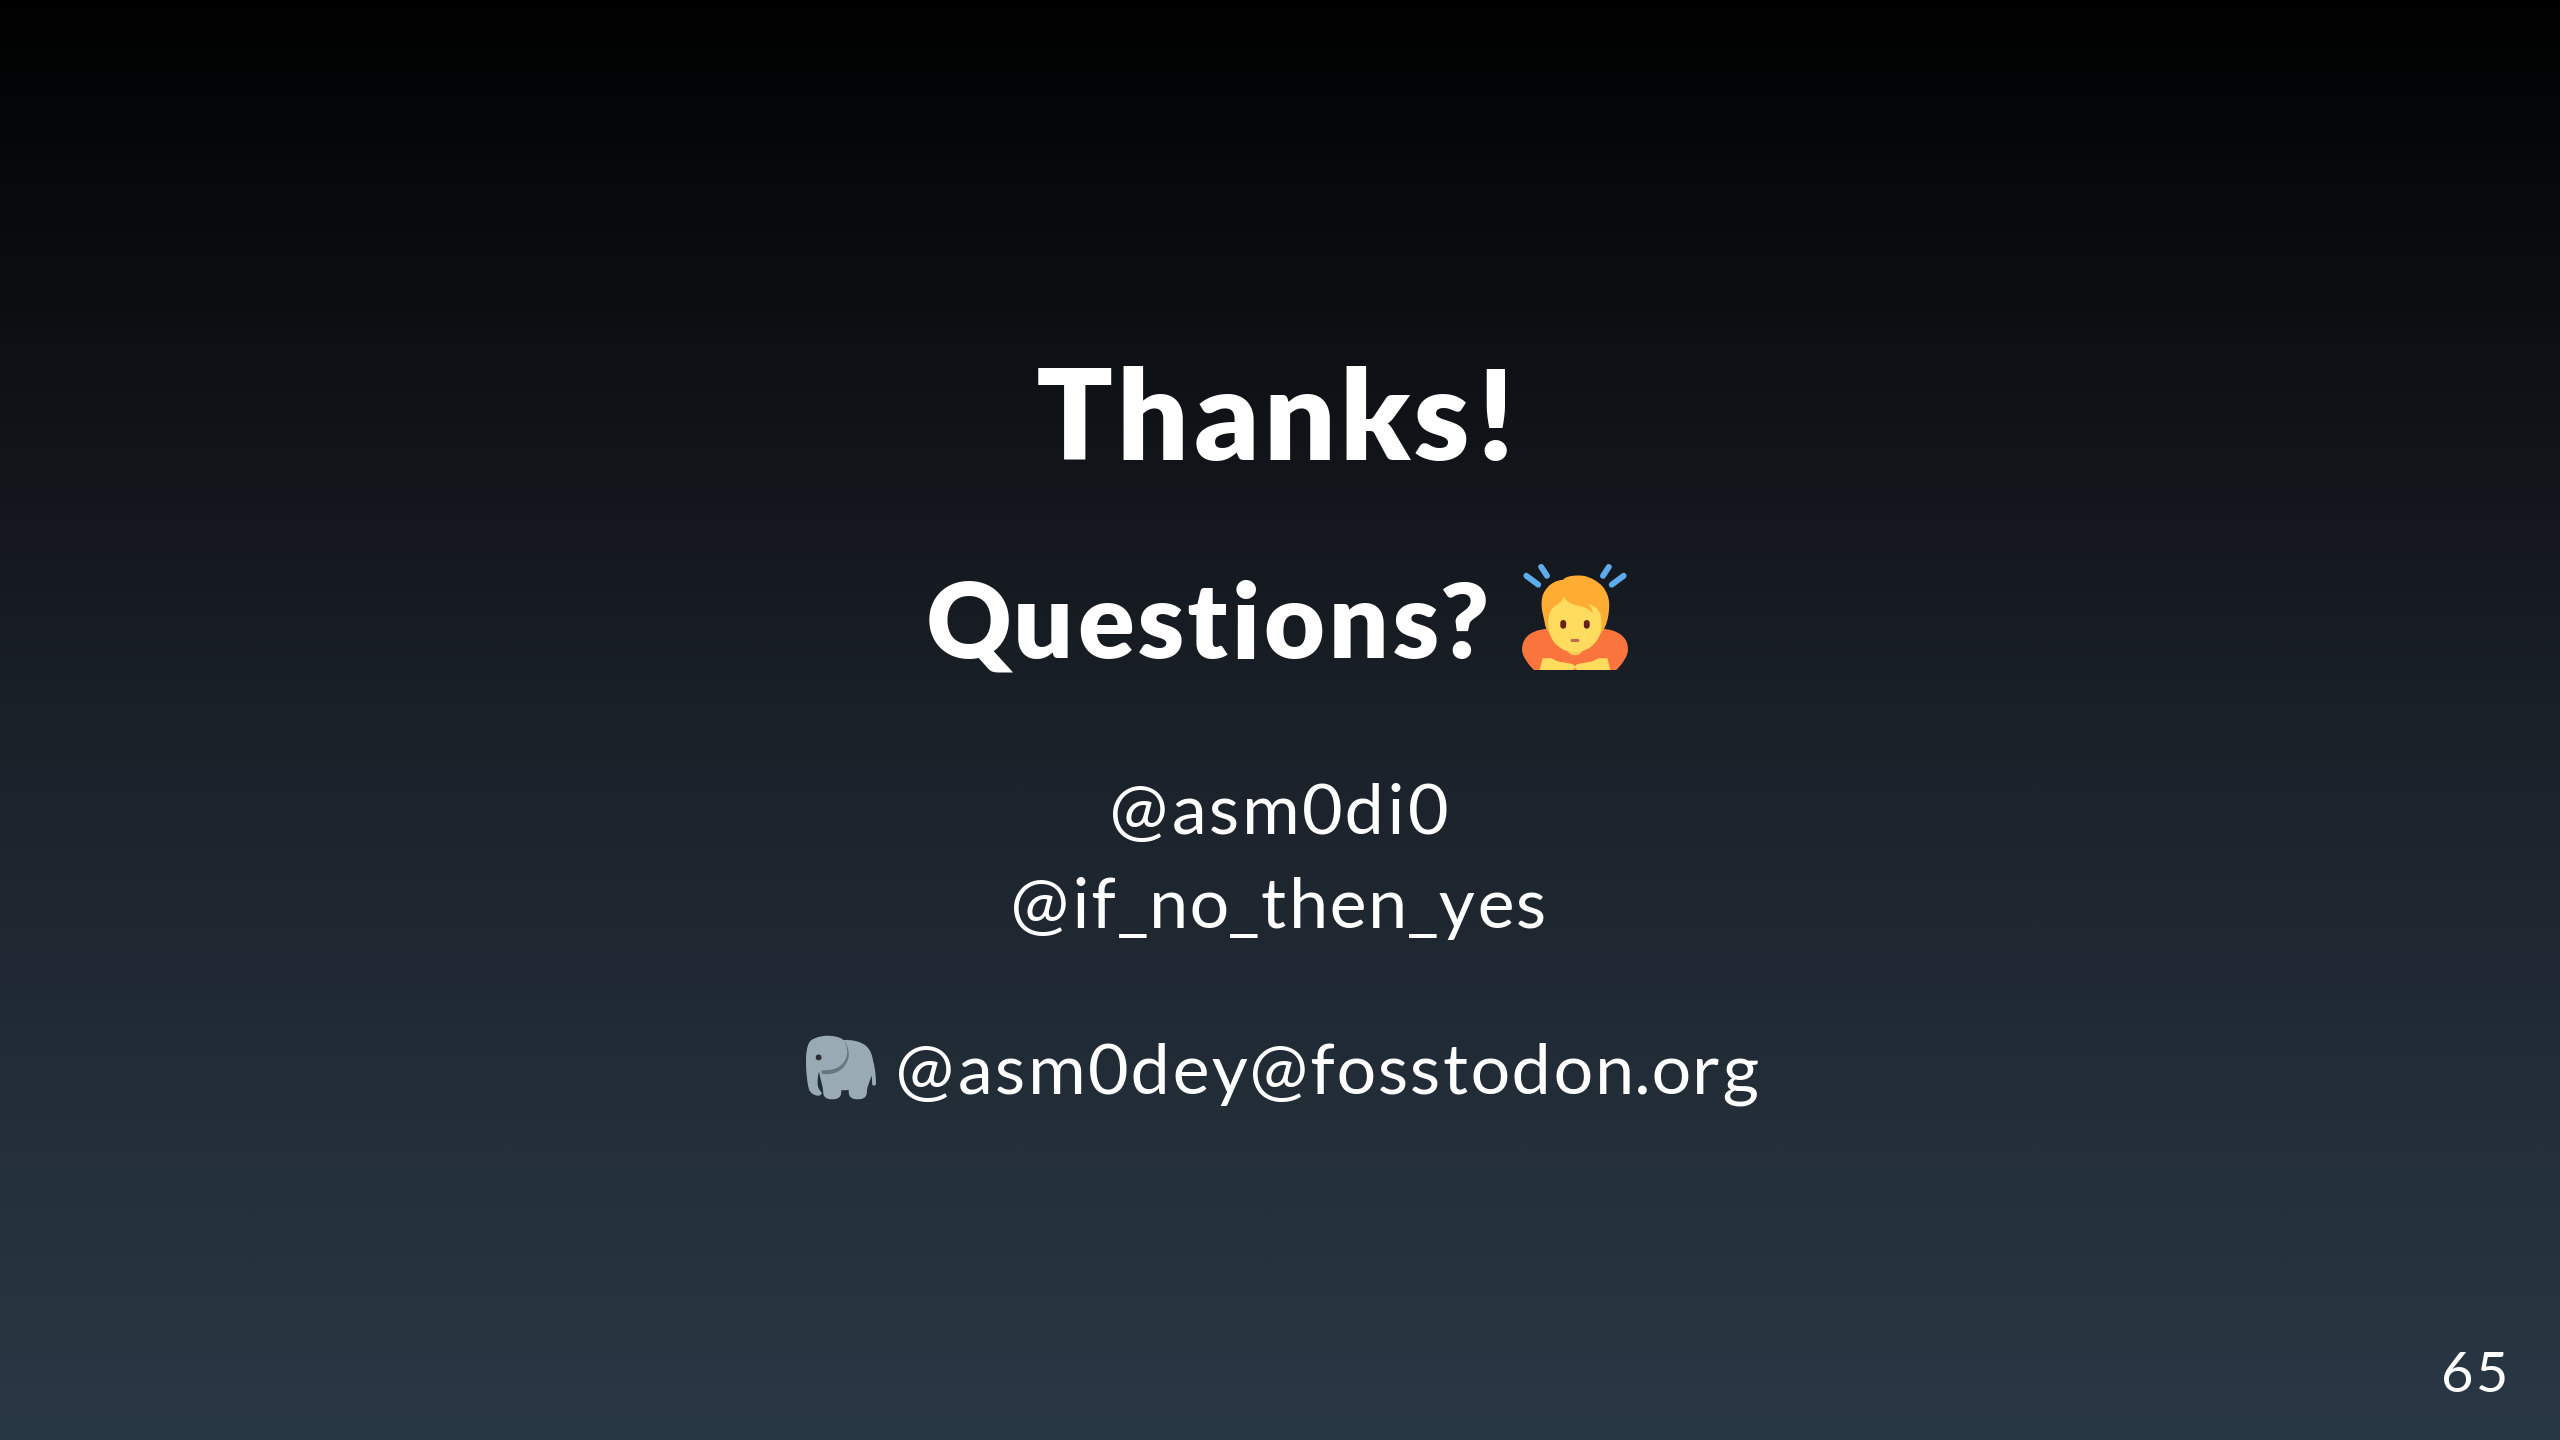 Thanks!
Questions? 🙇
@asm0di0
@if_no_then_yes
🐘 @asm0dey@fosstodon.org
65